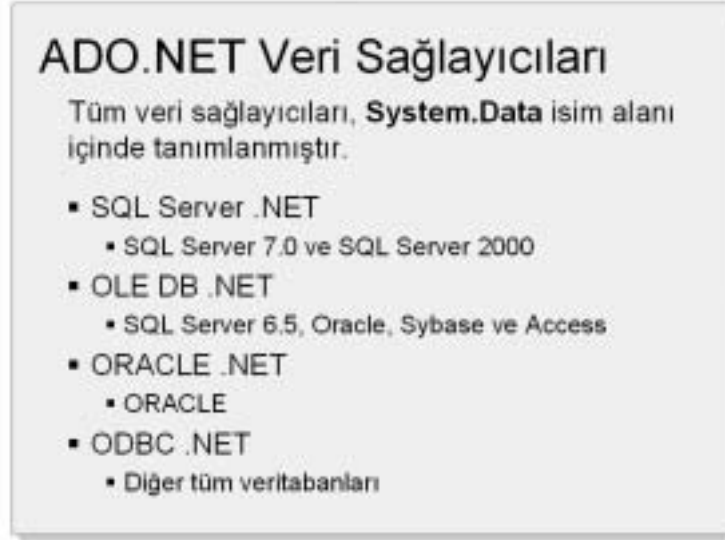 ADO.NET Veri Sağlayıcıları
Tüm veri sağlayıcıları, System.Data isim alanı
içinde tanımlanmıştır.
▪ SQL Server .NET
▪ SQL Server 7.0 ve SQL Server 2000
▪ OLE DB .NET
▪ SQL Server 6.5, Oracle, Sybase ve Access
▪ ORACLE .NET
▪ ORACLE
▪ ODBC .NET
▪ Diğer tüm veritabanları